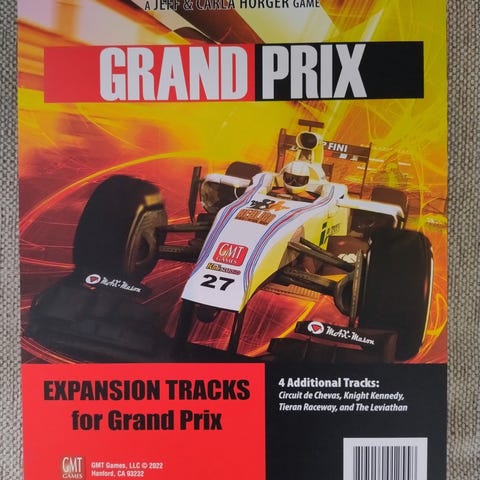 A JEFF & CARLA HORGER GAME
GRAND PRIX
FINI
GMT
GAMES
27
MAX-Mason
MAX-Mason
EXPANSION TRACKS
for Grand Prix
4 Additional Tracks:
Circuit de Chevas, Knight Kennedy,
Tieran Raceway, and The Leviathan
GMT
GAMES
GMT Games, LLC © 2022
Hanford, CA 93232